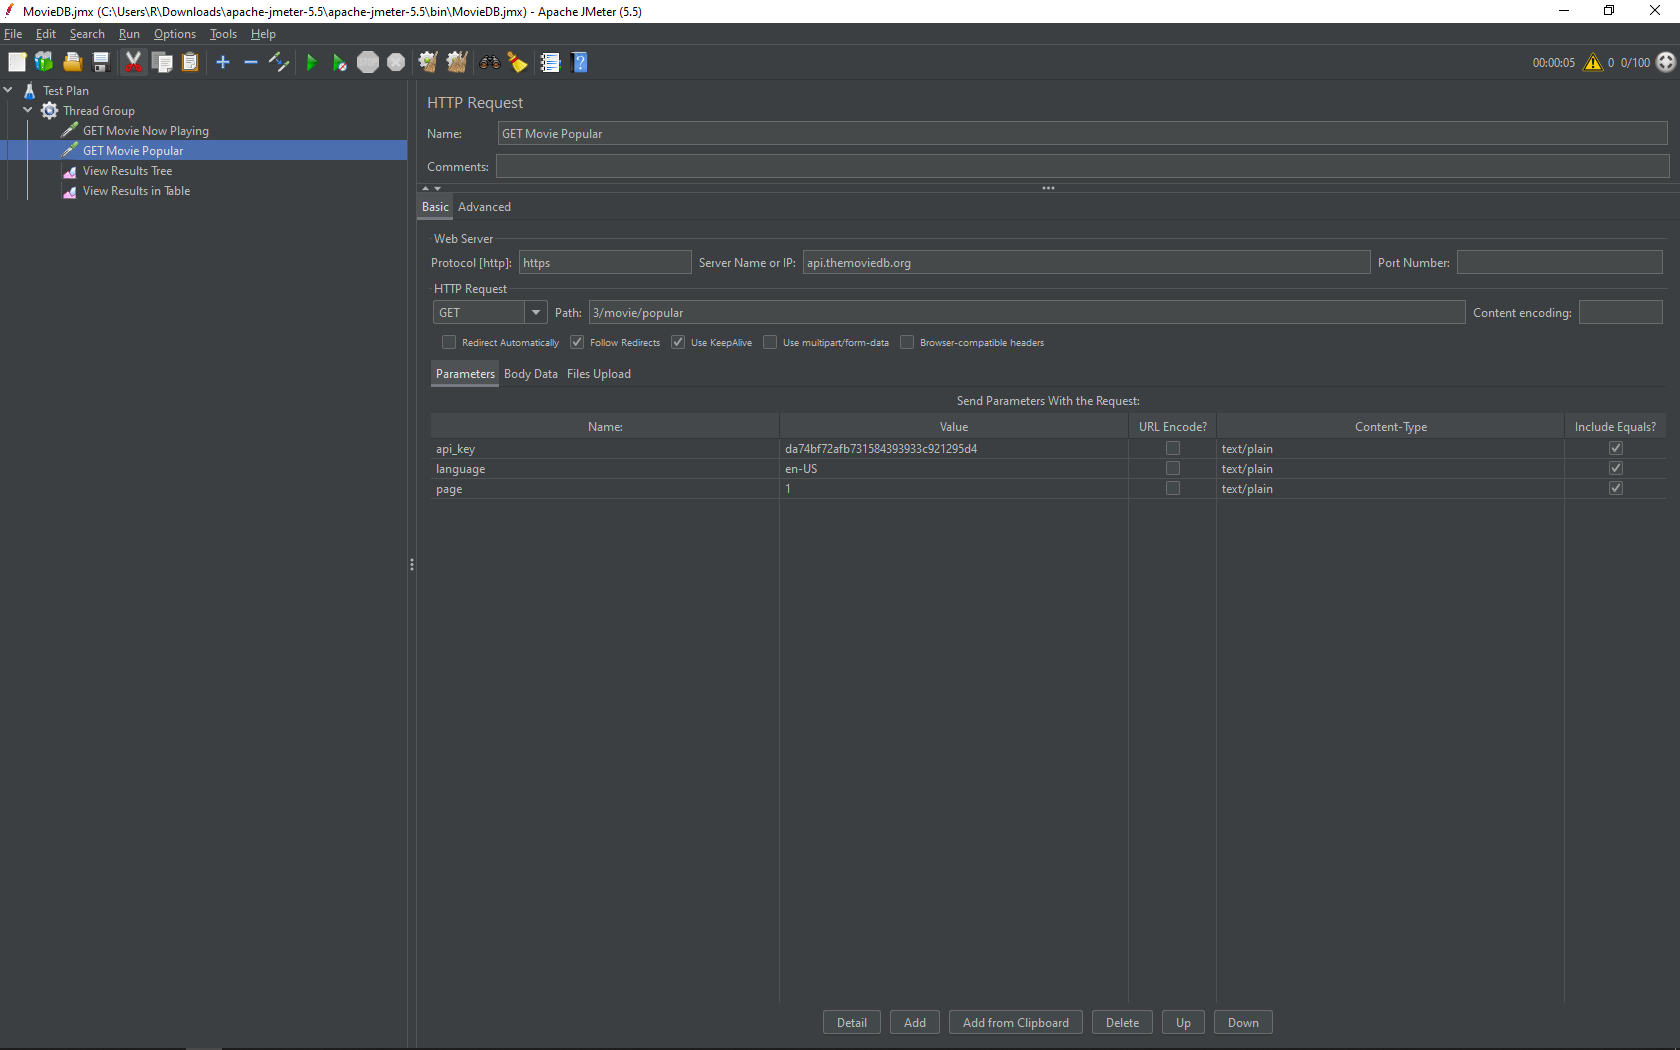 MovieDB.jmx (C:\Users\R\Downloads\apache-jmeter-5.5\apache-jmeter-5.5\bin\MovieDB.jmx) - Apache JMeter (5.5)
File Edit Search Run Options Tools Help
STOP
00:00:05 0 0/100
Test Plan
Thread Group
GET Movie Now Playing
GET Movie Popular
View Results Tree
View Results in Table
HTTP Request
Name: GET Movie Popular
Comments:
Basic Advanced
Web Server
Protocol [http]: https Server Name or IP: api.themoviedb.org Port Number:
HTTP Request
GET Path: 3/movie/popular Content encoding:
Redirect Automatically Follow Redirects Use KeepAlive Use multipart/form-data Browser-compatible headers
Parameters Body Data Files Upload
Send Parameters With the Request:
Name: Value URL Encode? Content-Type Include Equals?
api_key da74bf72afb731584393933c921295d4 text/plain
language en-US text/plain
page 1 text/plain
Detail Add Add from Clipboard Delete Up Down